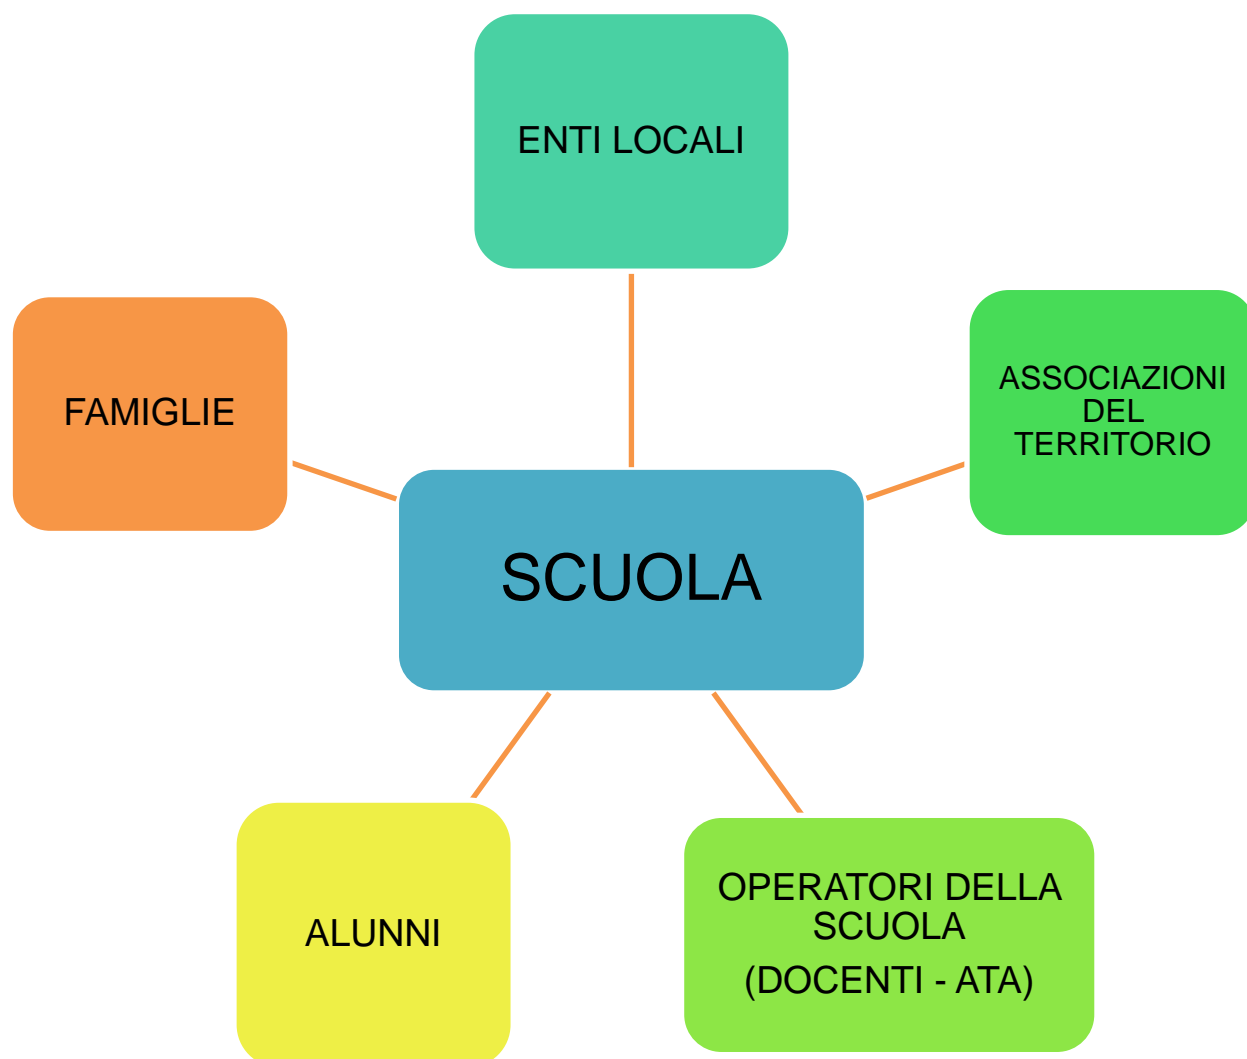 ENTI LOCALI
FAMIGLIE
ASSOCIAZIONI
DEL
TERRITORIO
SCUOLA
ALUNNI
OPERATORI DELLA
SCUOLA
(DOCENTI - ATA)